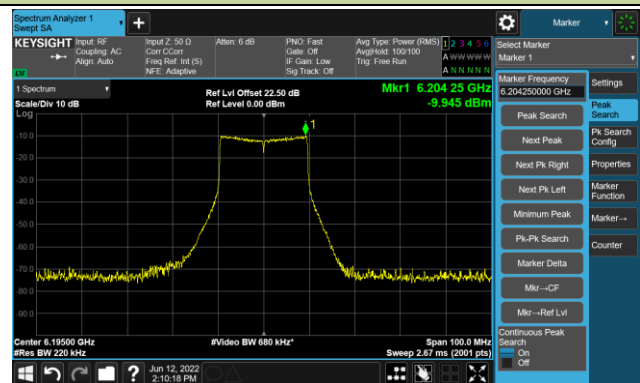 Spectrum Analyzer 1
Swept SA
+
Marker
KEYSIGHT
Input: RF
Coupling: AC
Align: Auto
Input Z: 50 Ω
Corr CCorr
Freq Ref: Int (S)
NFE: Adaptive
Atten: 6 dB
PNO: Fast
Gate: Off
IF Gain: Low
Sig Track: Off
Avg Type: Power (RMS)
Avg|Hold: 100/100
Trig: Free Run
1 2 3 4 5 6
A W W W W W
A N N N N N
Select Marker
Marker 1
LXI
1 Spectrum
Scale/Div 10 dB
Ref Lvl Offset 22.50 dB
Ref Level 0.00 dBm
Mkr1 6.204 25 GHz
-9.945 dBm
Log
1
-10.0
-20.0
-30.0
-40.0
-50.0
-60.0
-70.0
-80.0
-90.0
Center 6.19500 GHz
#Res BW 220 kHz
#Video BW 680 kHz*
Span 100.0 MHz
Sweep 2.67 ms (2001 pts)
Marker Frequency
6.204250000 GHz
Peak Search
Next Peak
Next Pk Right
Next Pk Left
Minimum Peak
Pk-Pk Search
Marker Delta
Mkr→CF
Mkr→Ref Lvl
Continuous Peak
Search
On
Off
Settings
Peak
Search
Pk Search
Config
Properties
Marker
Function
Marker→
Counter
?
Jun 12, 2022
2:10:18 PM